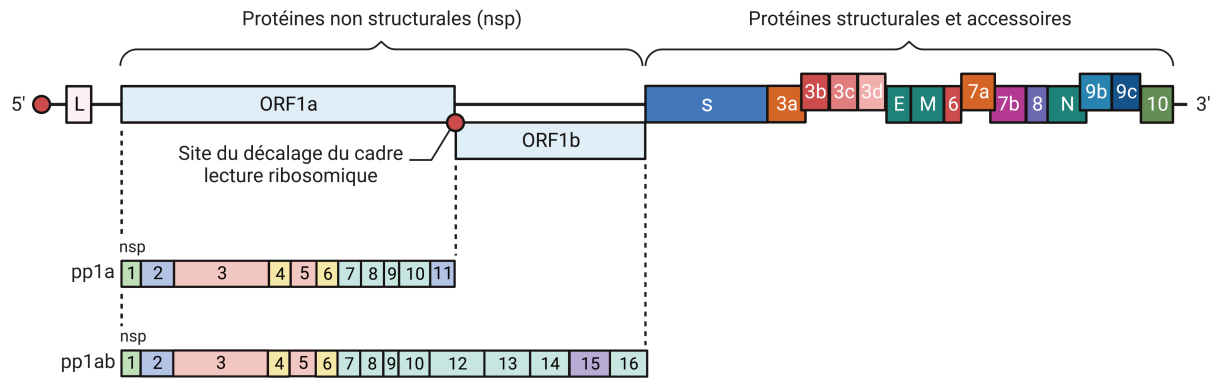 Protéines non structurales (nsp)
Protéines structurales et accessoires
5' L ORF1a S 3a 3b 3c 3d E M 6 7a 7b 8 N 9b 9c 10 3'
ORF1b
Site du décalage du cadre
lecture ribosomique
nsp
pp1a 1 2 3 4 5 6 7 8 9 10 11
nsp
pp1ab 1 2 3 4 5 6 7 8 9 10 12 13 14 15 16